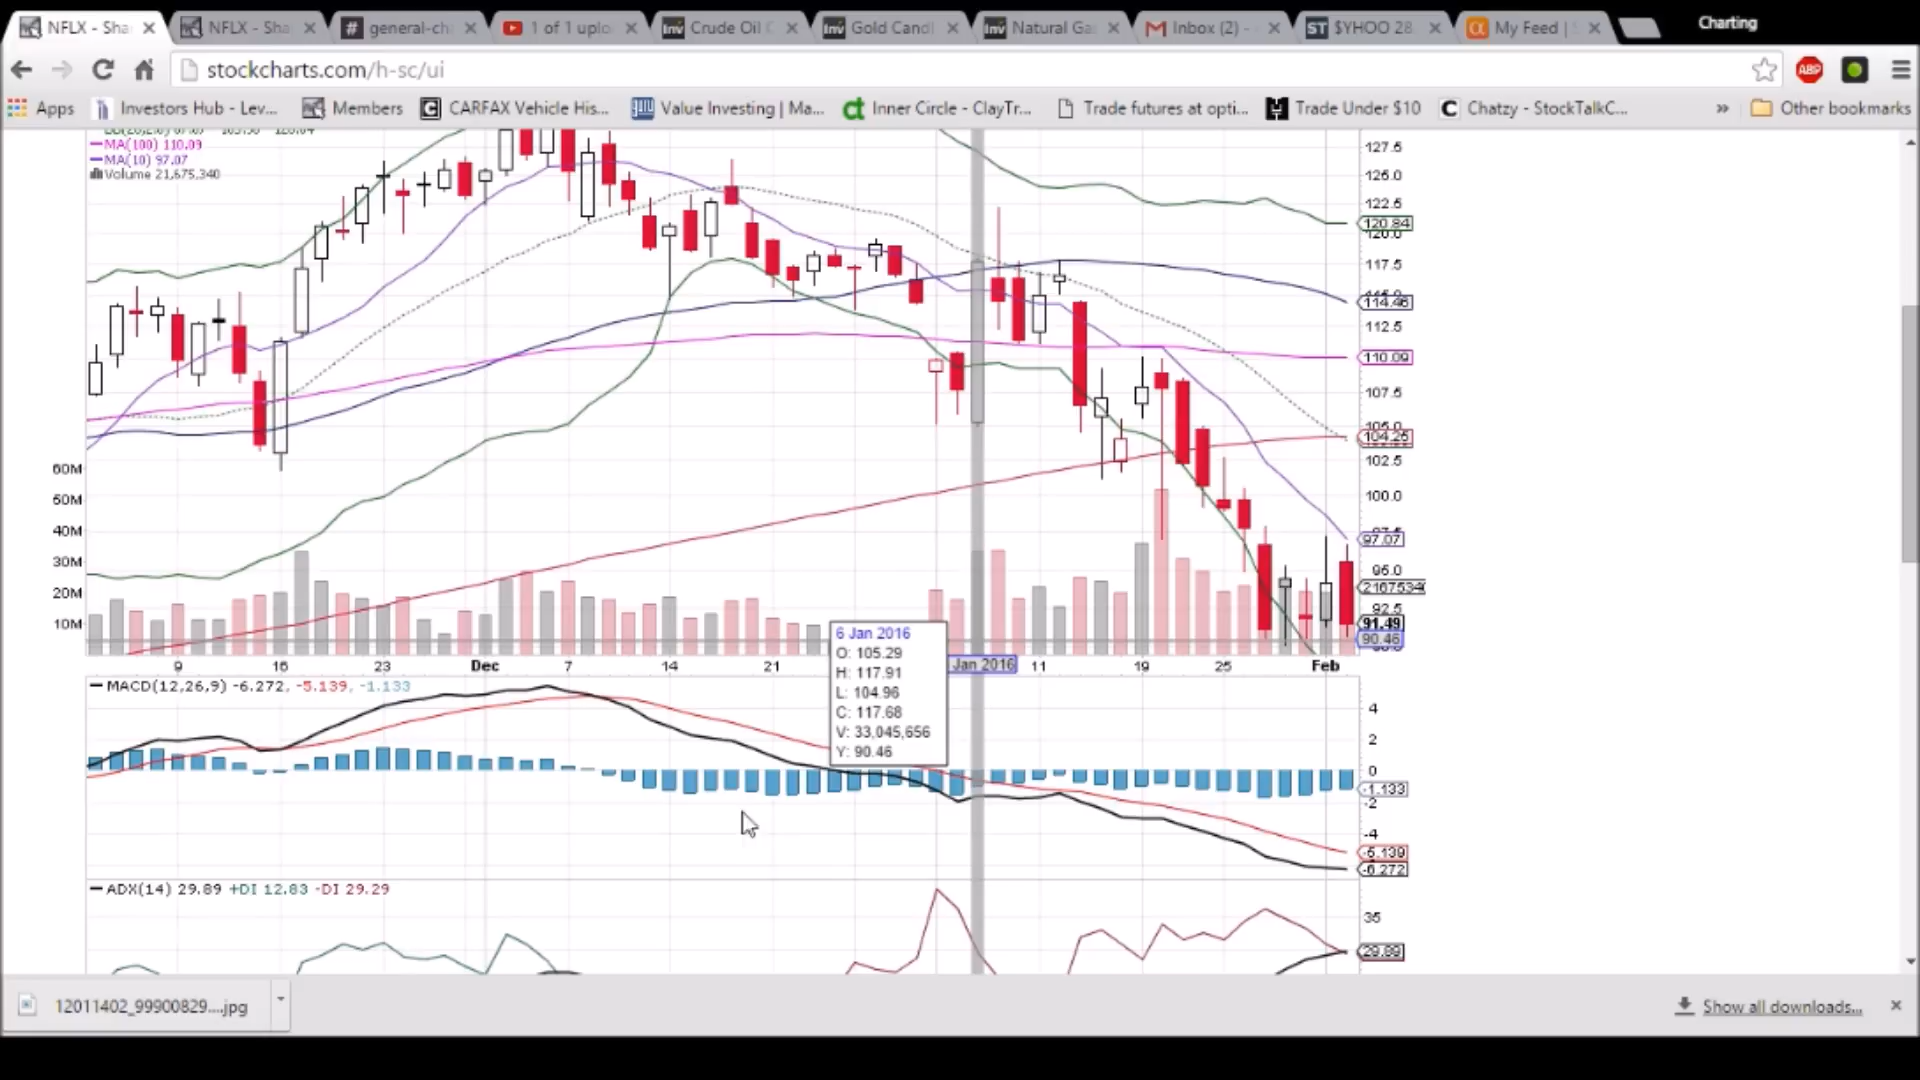 NFLX - Shar
NFLX - Sha
general-ch
1 of 1 uplo
Crude Oil C
Gold Candl
Natural Ga
Inbox (2) -
$YHOO 28.
My Feed | S
Charting
stockcharts.com/h-sc/ui
Apps
Investors Hub - Lev...
Members
CARFAX Vehicle His...
Value Investing | Ma...
Inner Circle - ClayTr...
Trade futures at opti...
Trade Under $10
Chatzy - StockTalkC...
»
Other bookmarks
MA(100) 110.09
MA(10) 97.07
Volume 21,675,340
127.5
125.0
122.5
120.84
120.0
117.5
114.46
112.5
110.09
107.5
105.0
104.25
102.5
100.0
97.07
95.0
21675340
92.5
91.49
90.46
60M
50M
40M
30M
20M
10M
9
16
23
Dec
7
14
21
Jan 2016
11
19
25
Feb
6 Jan 2016
O: 105.29
H: 117.91
L: 104.96
C: 117.68
V: 33,045,656
Y: 90.46
MACD(12,26,9) -6.272, -5.139, -1.133
4
2
0
-1.133
-2
-4
-5.139
-6.272
ADX(14) 29.89 +DI 12.83 -DI 29.29
35
29.89
12011402_99900829....jpg
Show all downloads...